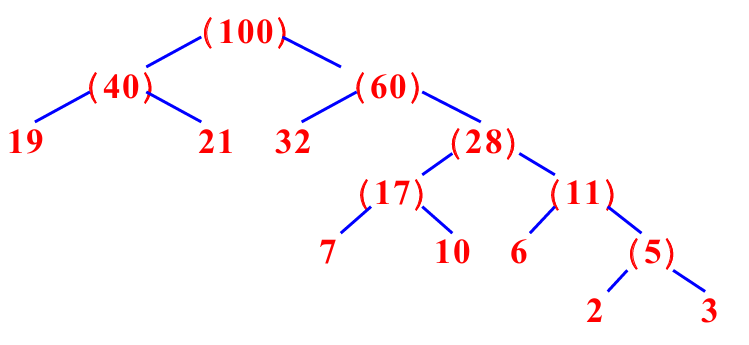 (100)
(40) (60)
19 21 32 (28)
(17) (11)
7 10 6 (5)
2 3